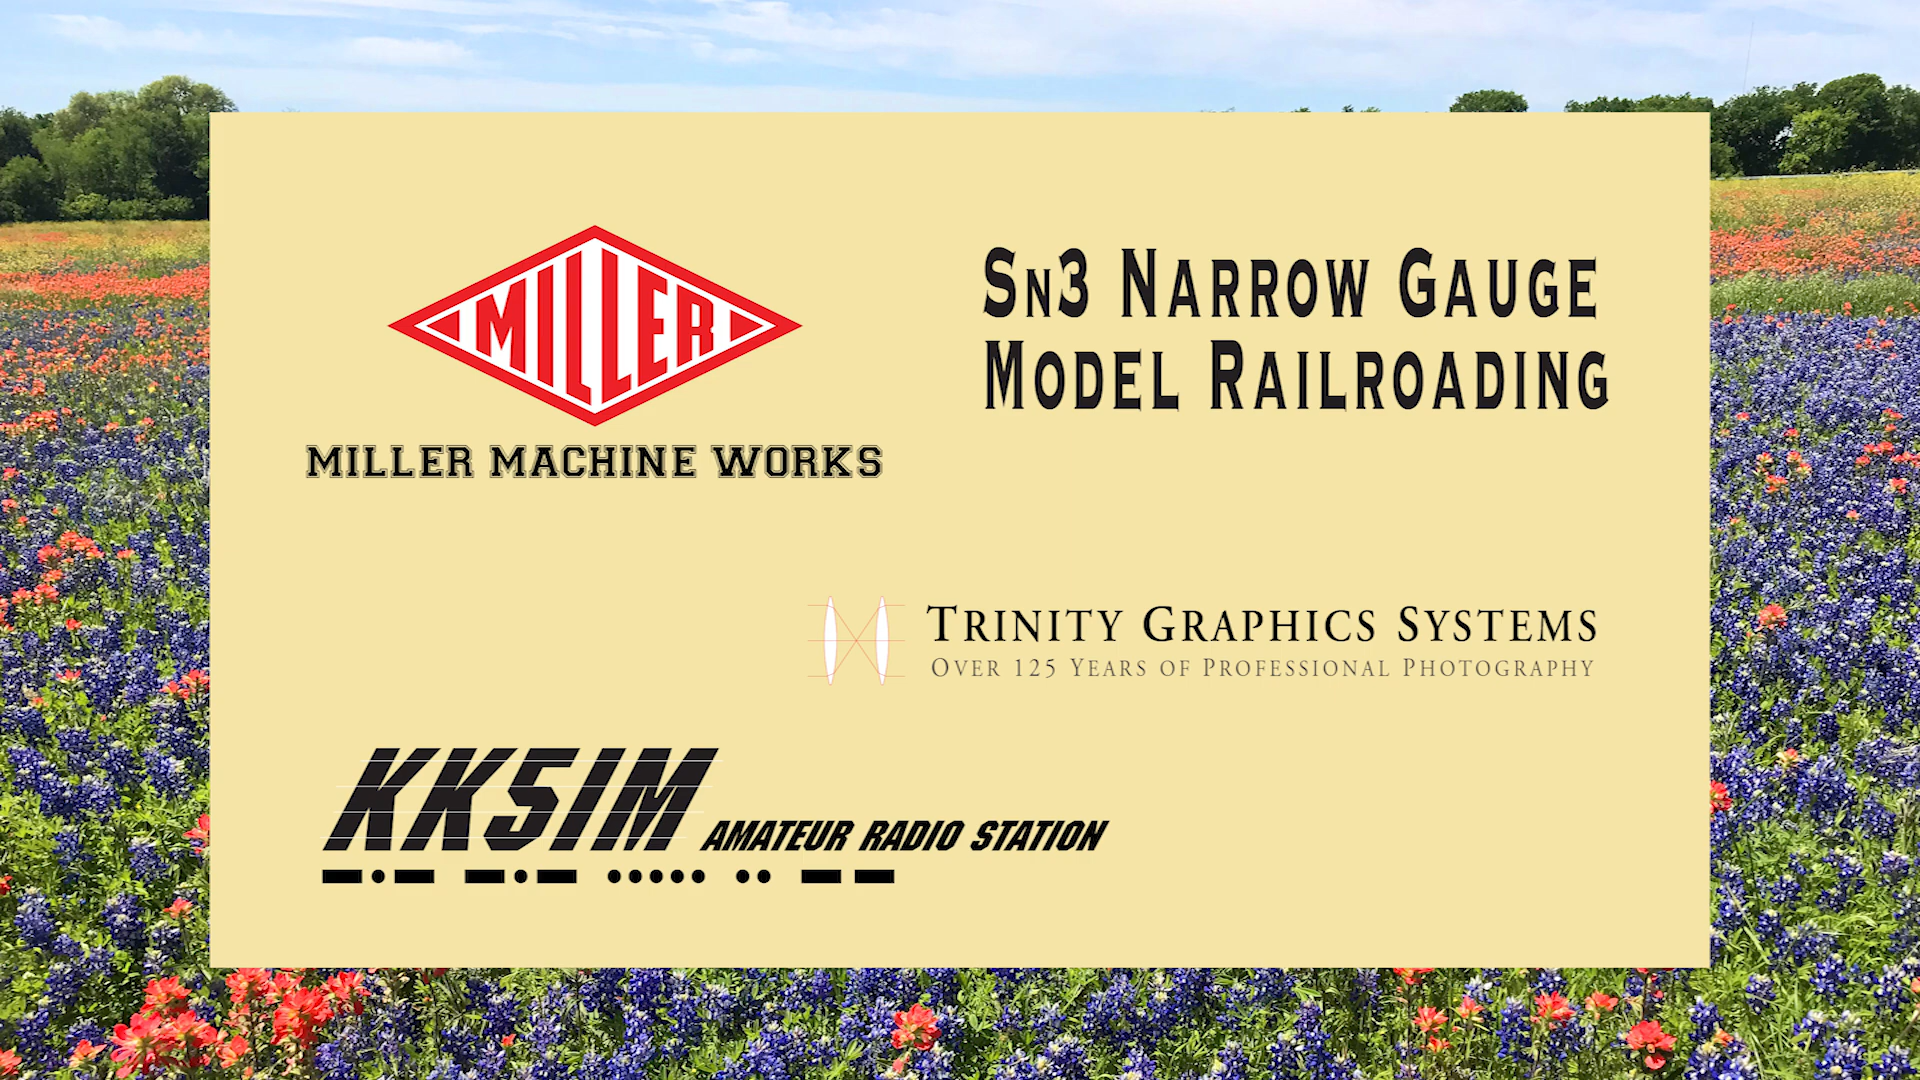 MILLER
MILLER MACHINE WORKS
SN3 NARROW GAUGE
MODEL RAILROADING
TRINITY GRAPHICS SYSTEMS
OVER 125 YEARS OF PROFESSIONAL PHOTOGRAPHY
KK5IM AMATEUR RADIO STATION